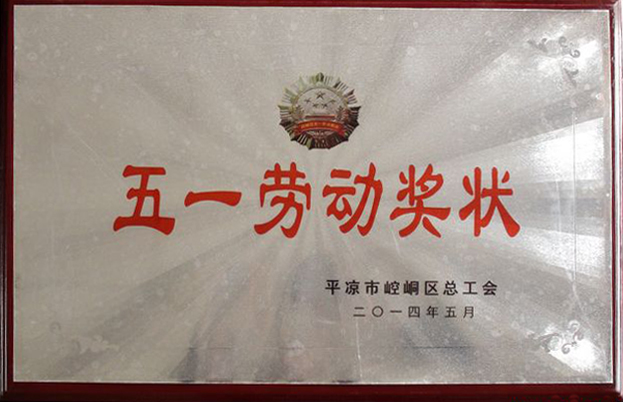 五一劳动奖状
平凉市崆峒区总工会
二〇一四年五月